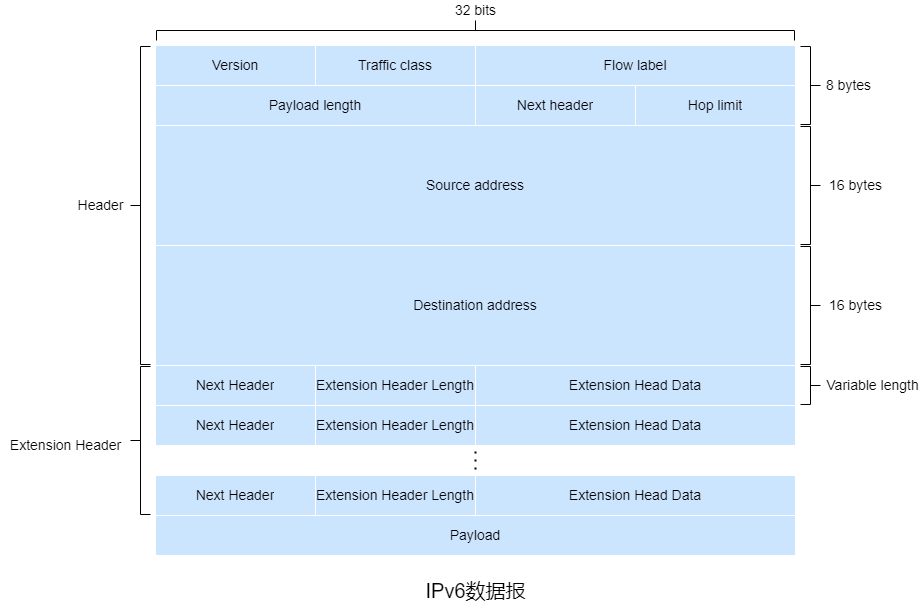 32 bits
Version
Traffic class
Flow label
8 bytes
Payload length
Next header
Hop limit
Header
Source address
16 bytes
Destination address
16 bytes
Next Header
Extension Header Length
Extension Head Data
Variable length
Extension Header
Next Header
Extension Header Length
Extension Head Data
Next Header
Extension Header Length
Extension Head Data
Payload
IPv6数据报